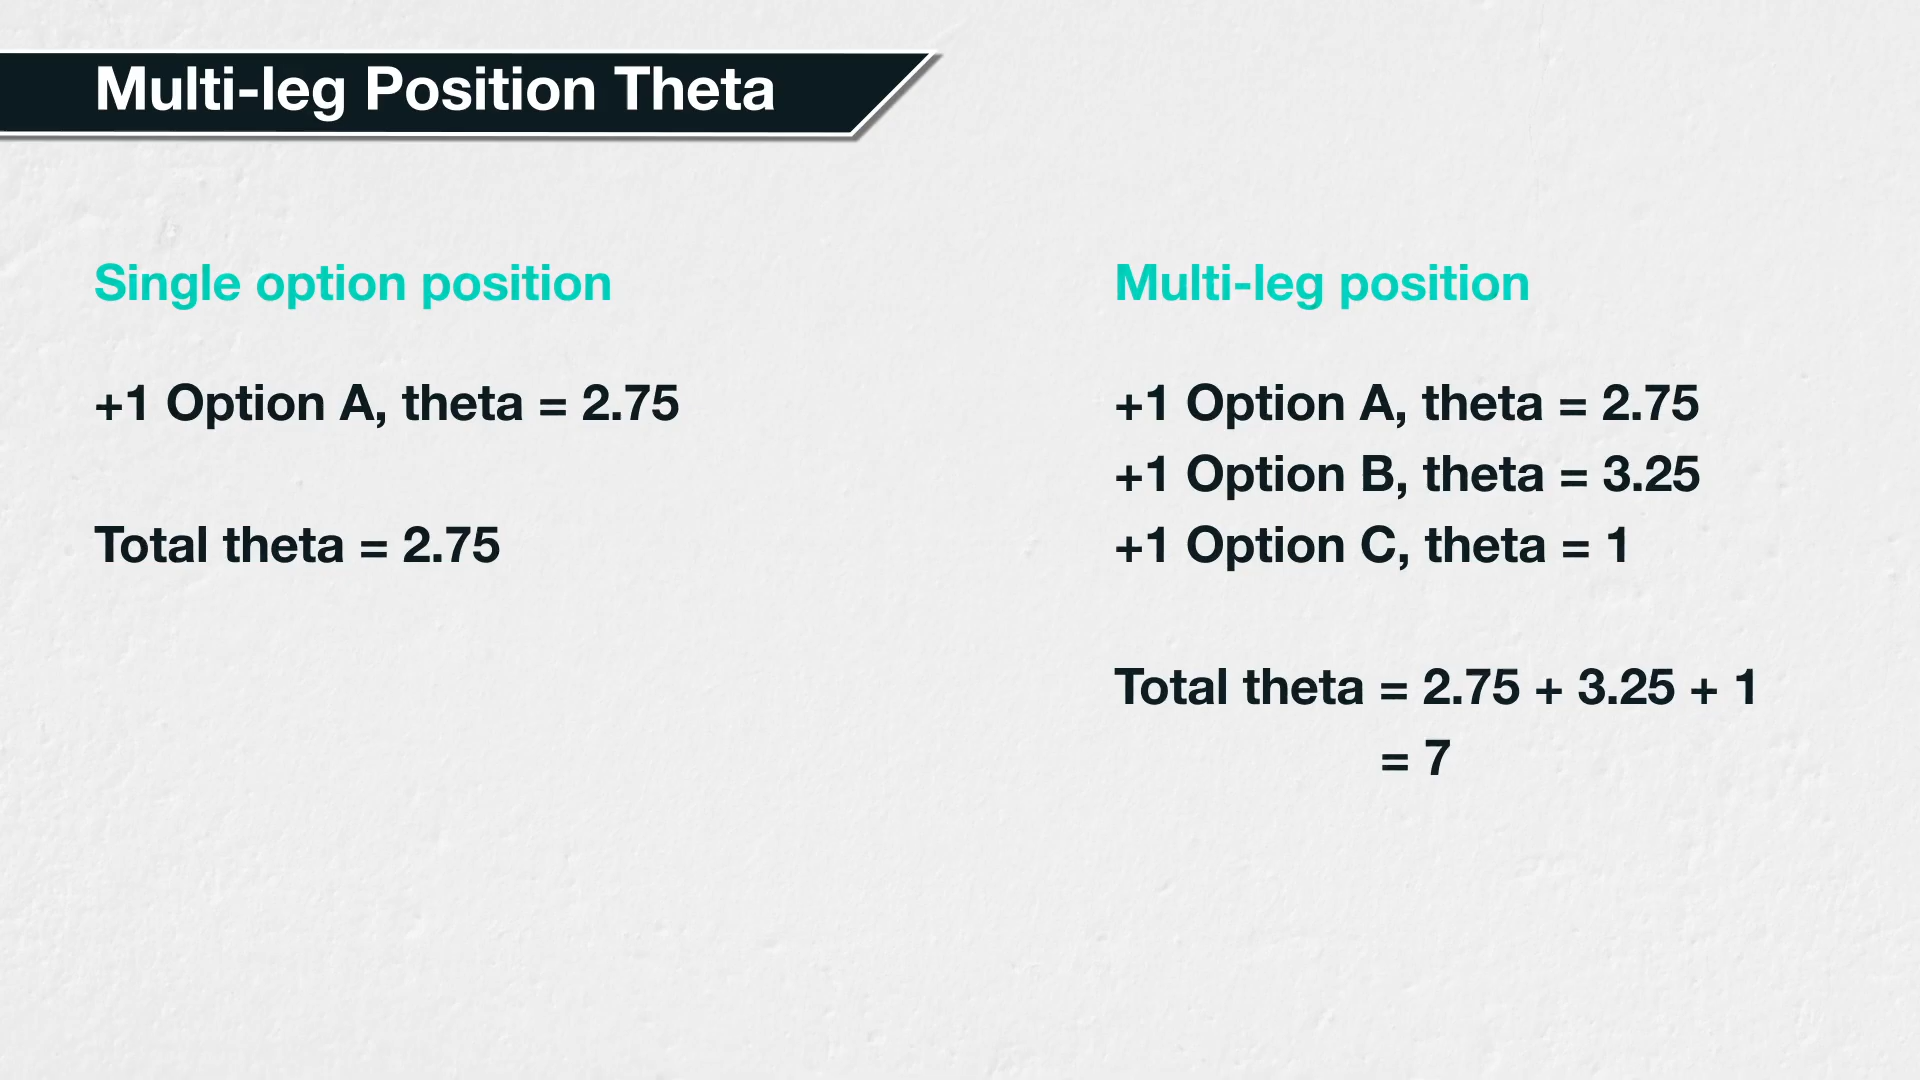 Multi-leg Position Theta
Single option position
+1 Option A, theta = 2.75
Total theta = 2.75
Multi-leg position
+1 Option A, theta = 2.75
+1 Option B, theta = 3.25
+1 Option C, theta = 1
Total theta = 2.75 + 3.25 + 1
= 7